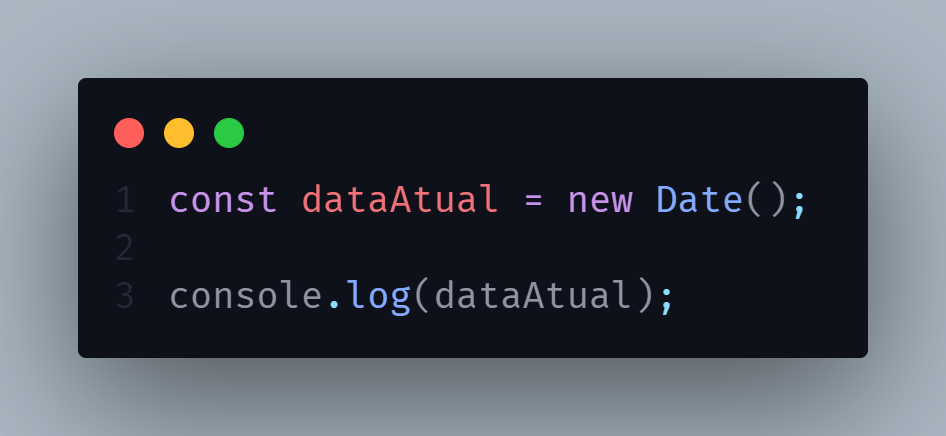 1 const dataAtual = new Date();
2
3 console.log(dataAtual);